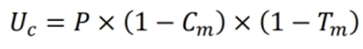 U_c = P × (1 − C_m) × (1 − T_m)